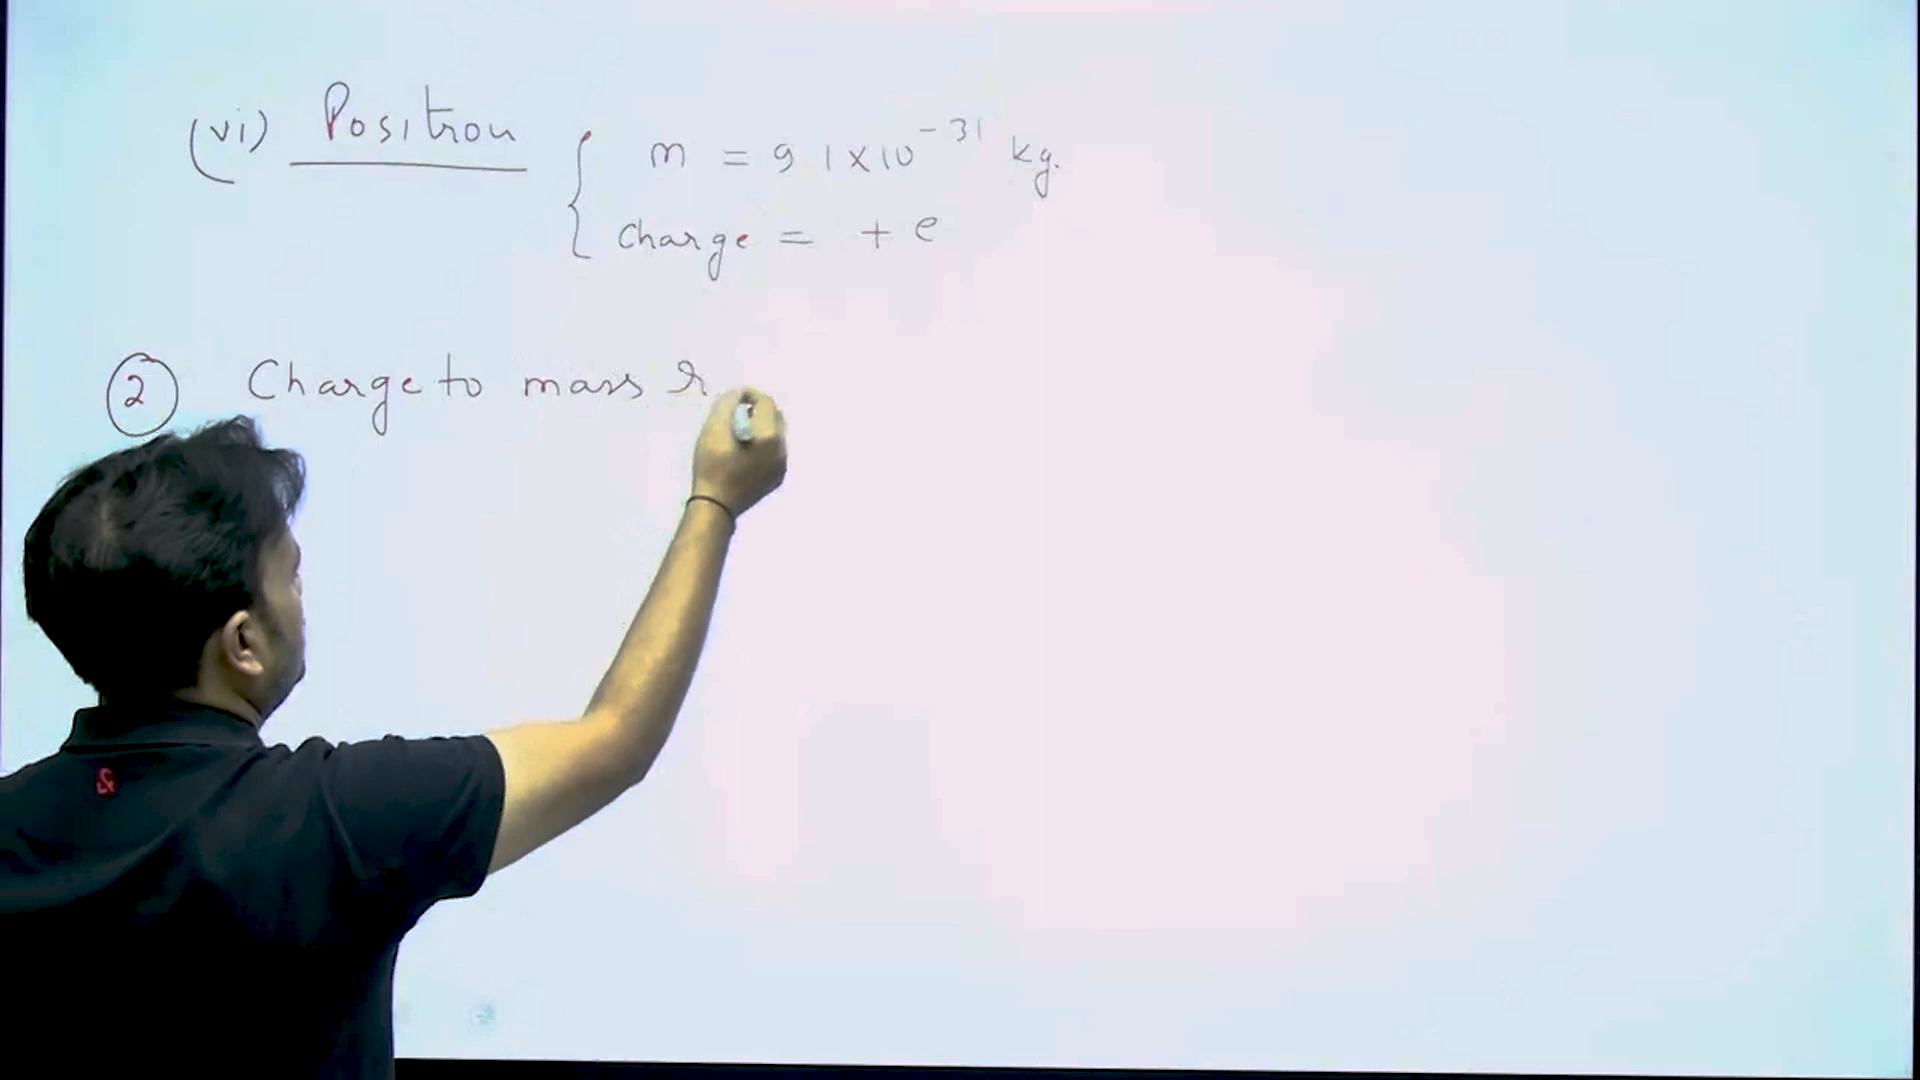 (vi) Positron
m = 9.1×10⁻³¹ kg.
Charge = + e
② Charge to mass r